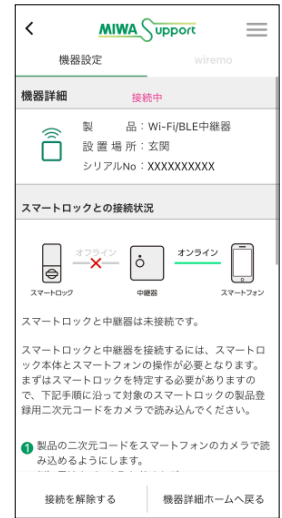 MIWA Support
機器設定 wiremo
機器詳細 接続中
製品：Wi-Fi/BLE中継器
設置場所：玄関
シリアルNo：XXXXXXXXXX
スマートロックとの接続状況
オフライン オンライン
スマートロック 中継器 スマートフォン
スマートロックと中継器は未接続です。
スマートロックと中継器を接続するには、スマートロ
ック本体とスマートフォンの操作が必要となります。
まずはスマートロックを特定する必要がありますの
で、下記手順に沿って対象のスマートロックの製品登
録用二次元コードをカメラで読み込んでください。
1 製品の二次元コードをスマートフォンのカメラで読
み込めるようにします。
接続を解除する 機器詳細ホームへ戻る